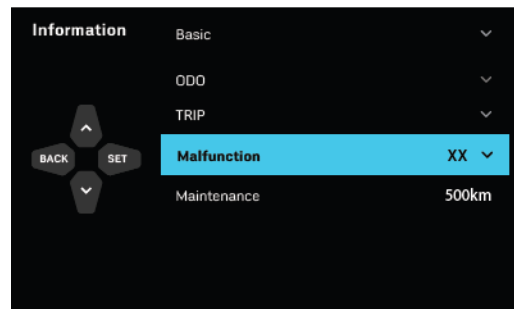 Information
Basic
ODO
TRIP
BACK SET
Malfunction XX
Maintenance 500km